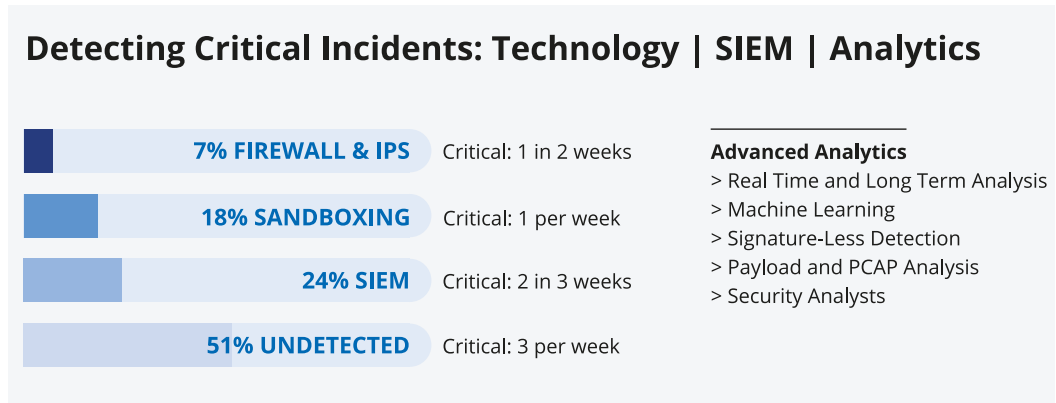 Detecting Critical Incidents: Technology | SIEM | Analytics
7% FIREWALL & IPS
Critical: 1 in 2 weeks
18% SANDBOXING
Critical: 1 per week
24% SIEM
Critical: 2 in 3 weeks
51% UNDETECTED
Critical: 3 per week
Advanced Analytics
> Real Time and Long Term Analysis
> Machine Learning
> Signature-Less Detection
> Payload and PCAP Analysis
> Security Analysts